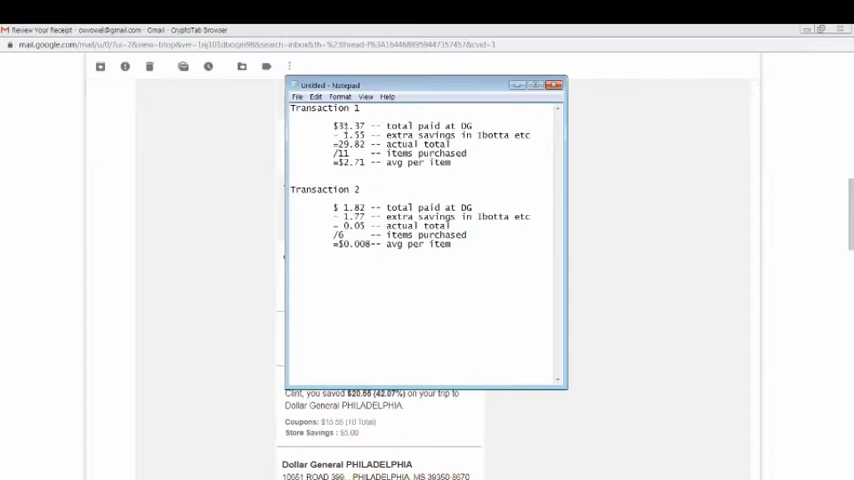 Review Your Receipt - owowel@gmail.com - Gmail - CryptoTab Browser
Untitled - Notepad
File Edit Format View Help
Transaction 1
$31.37 -- total paid at DG
- 1.55 -- extra savings in Ibotta etc
=29.82 -- actual total
/11 -- items purchased
=$2.71 -- avg per item
Transaction 2
$ 1.82 -- total paid at DG
- 1.77 -- extra savings in Ibotta etc
= 0.05 -- actual total
/6 -- items purchased
=$0.008-- avg per item
Clint, you saved $20.55 (42.07%) on your trip to
Dollar General PHILADELPHIA.
Coupons: $15.55 (10 Total)
Store Savings : $5.00
Dollar General PHILADELPHIA
10651 ROAD 399, , PHILADELPHIA, MS 39350-8670